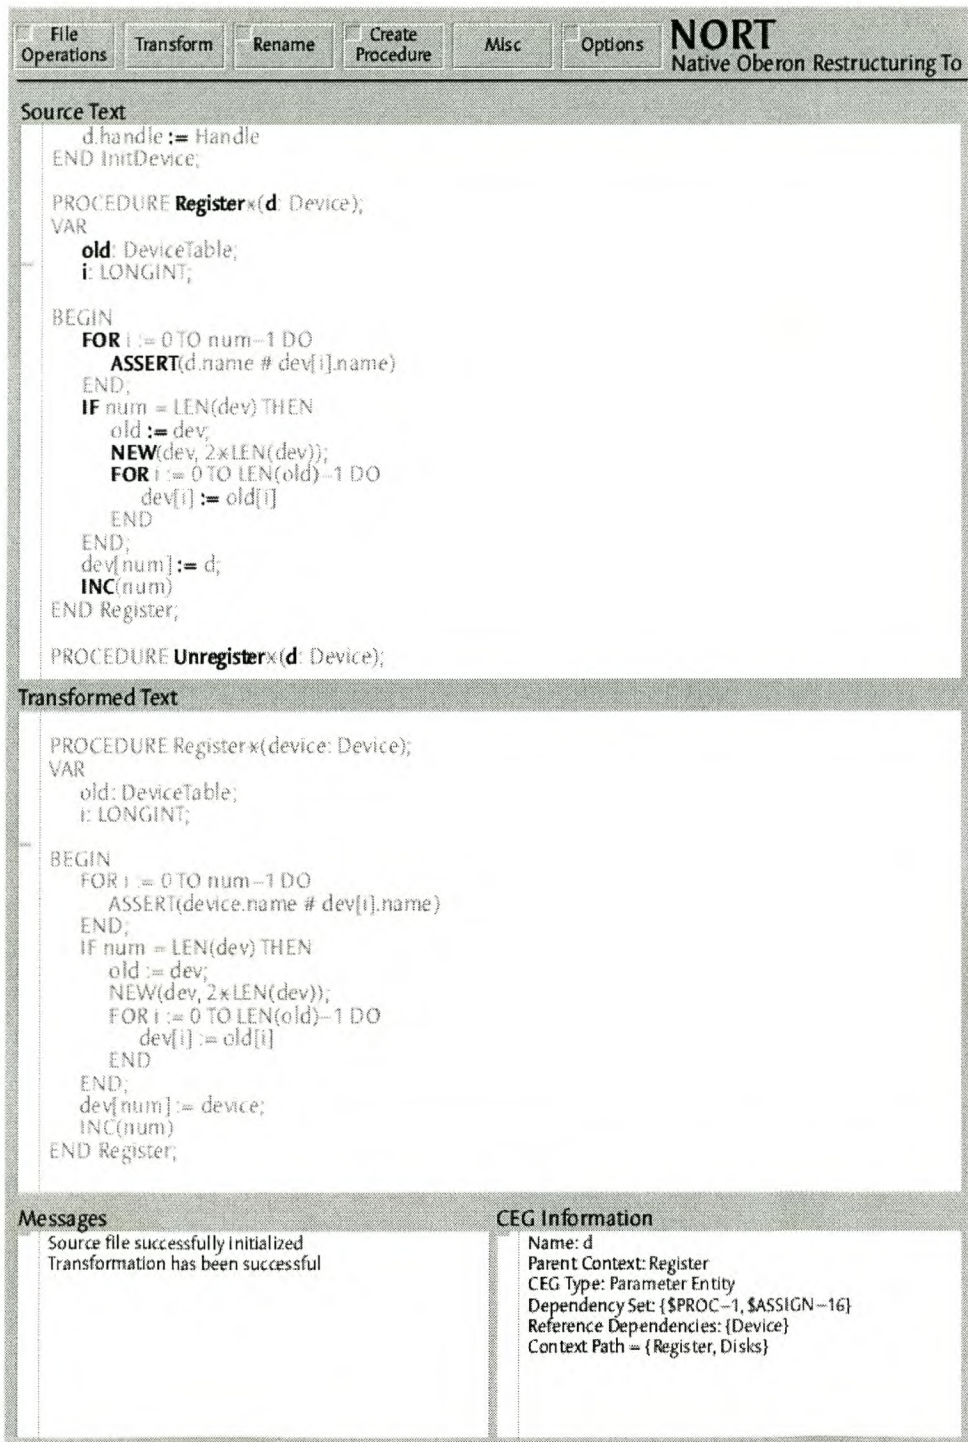 File Operations
Transform
Rename
Create Procedure
Misc
Options
NORT
Native Oberon Restructuring To
Source Text
d.handle := Handle
END InitDevice;
PROCEDURE Register*(d: Device);
VAR
old: DeviceTable;
i: LONGINT;
BEGIN
FOR i := 0 TO num-1 DO
ASSERT(d.name # dev[i].name)
END;
IF num = LEN(dev) THEN
old := dev;
NEW(dev, 2*LEN(dev));
FOR i := 0 TO LEN(old)-1 DO
dev[i] := old[i]
END
END;
dev[num] := d;
INC(num)
END Register;
PROCEDURE Unregister*(d: Device);
Transformed Text
PROCEDURE Register*(device: Device);
VAR
old: DeviceTable;
i: LONGINT;
BEGIN
FOR i := 0 TO num-1 DO
ASSERT(device.name # dev[i].name)
END;
IF num = LEN(dev) THEN
old := dev;
NEW(dev, 2*LEN(dev));
FOR i := 0 TO LEN(old)-1 DO
dev[i] := old[i]
END
END;
dev[num] := device;
INC(num)
END Register;
Messages
Source file successfully initialized
Transformation has been successful
CEG Information
Name: d
Parent Context: Register
CEG Type: Parameter Entity
Dependency Set: {$PROC-1, $ASSIGN-16}
Reference Dependencies: {Device}
Context Path = {Register, Disks}